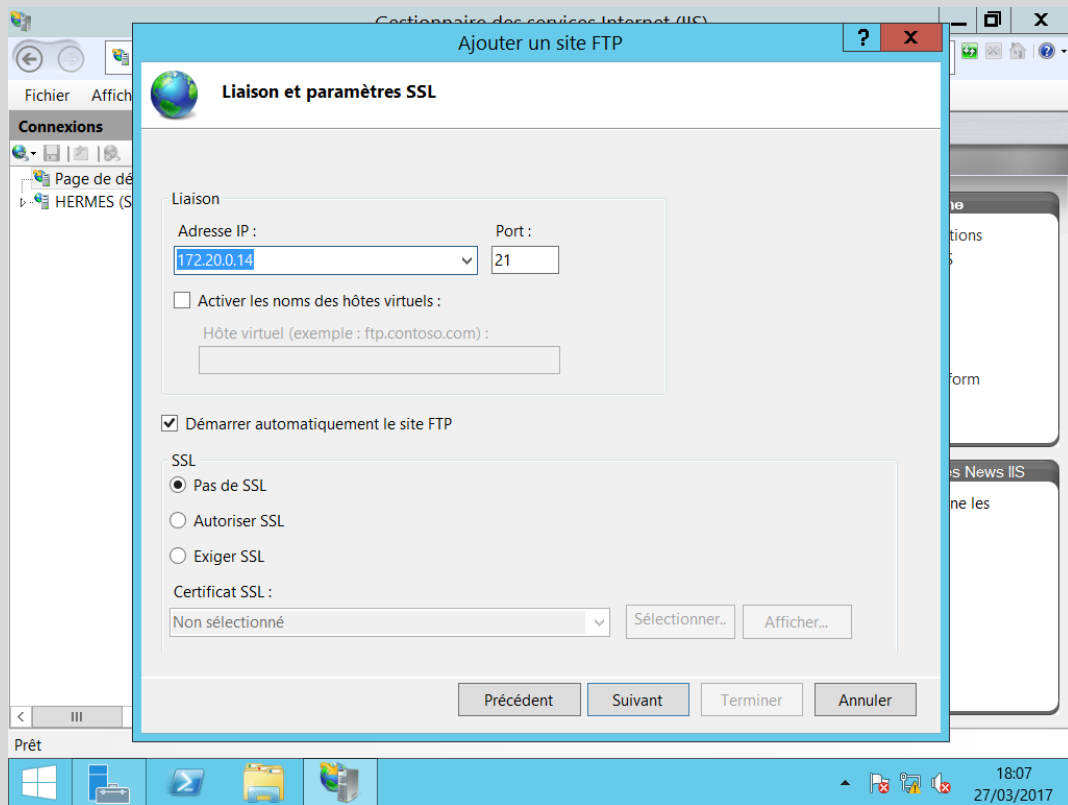 Ajouter un site FTP
?
X
X
Fichier
Affich
Liaison et paramètres SSL
Connexions
Page de dé
HERMES (S
Liaison
Adresse IP :
Port :
172.20.0.14
21
Activer les noms des hôtes virtuels :
Hôte virtuel (exemple : ftp.contoso.com) :
Démarrer automatiquement le site FTP
SSL
Pas de SSL
Autoriser SSL
Exiger SSL
Certificat SSL :
Non sélectionné
Sélectionner..
Afficher...
Précédent
Suivant
Terminer
Annuler
tions
orm
s News IIS
ne les
Prêt
18:07
27/03/2017